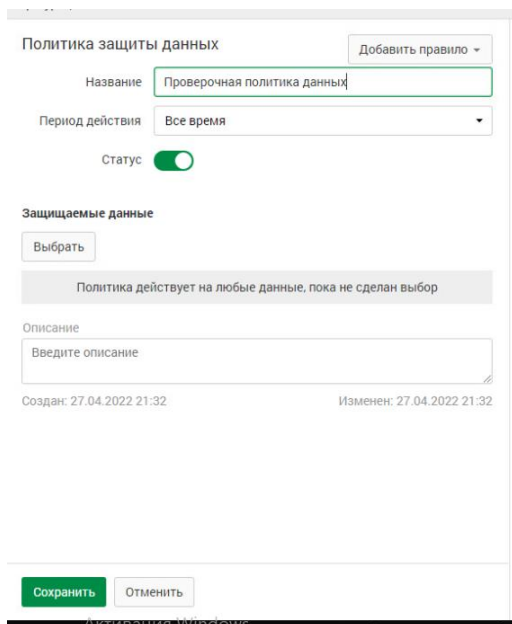 Политика защиты данных
Добавить правило
Название Проверочная политика данных
Период действия Все время
Статус
Защищаемые данные
Выбрать
Политика действует на любые данные, пока не сделан выбор
Описание
Введите описание
Создан: 27.04.2022 21:32 Изменен: 27.04.2022 21:32
Сохранить Отменить
Активация Windows